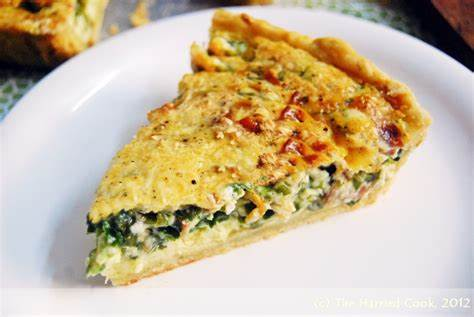 (c) The Harried Cook, 2012